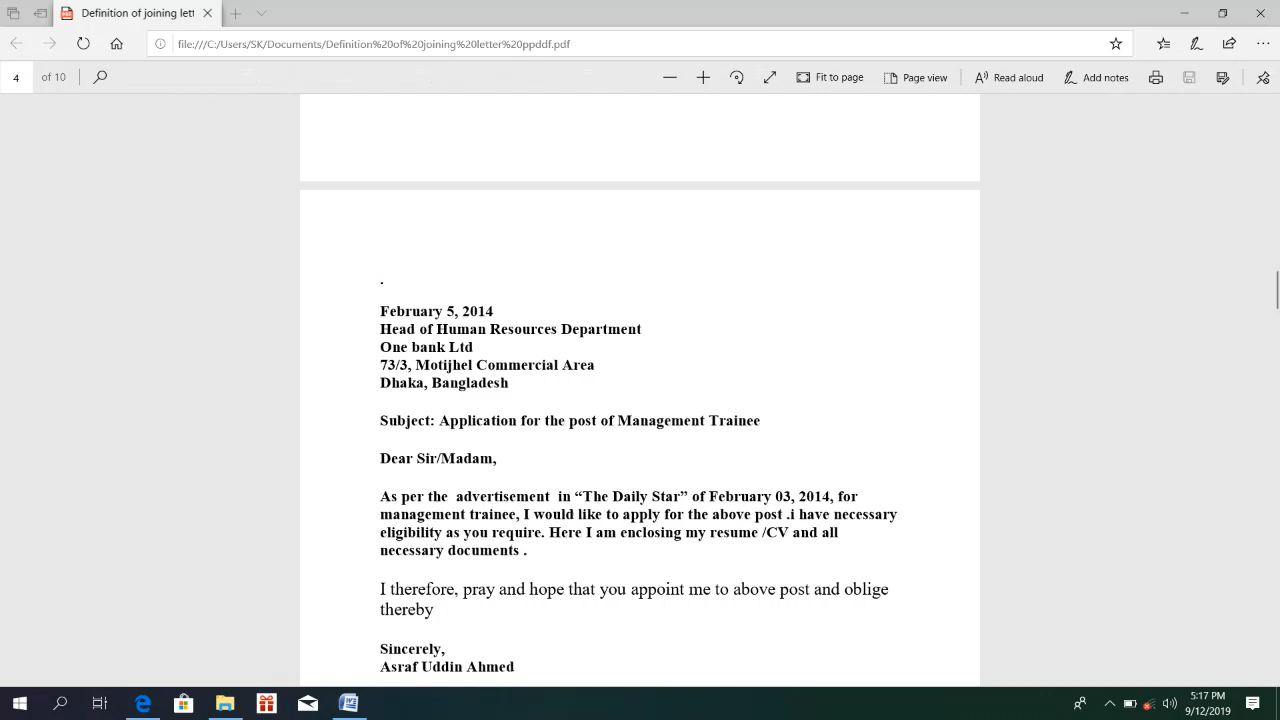 Definition of joining lett
file:///C:/Users/SK/Documents/Definition%20of%20joining%20letter%20ppddf.pdf
4 of 10
Fit to page
Page view
Read aloud
Add notes
.
February 5, 2014
Head of Human Resources Department
One bank Ltd
73/3, Motijhel Commercial Area
Dhaka, Bangladesh
Subject: Application for the post of Management Trainee
Dear Sir/Madam,
As per the  advertisement  in “The Daily Star” of February 03, 2014, for
management trainee, I would like to apply for the above post .i have necessary
eligibility as you require. Here I am enclosing my resume /CV and all
necessary documents .
I therefore, pray and hope that you appoint me to above post and oblige
thereby
Sincerely,
Asraf Uddin Ahmed
5:17 PM
9/12/2019